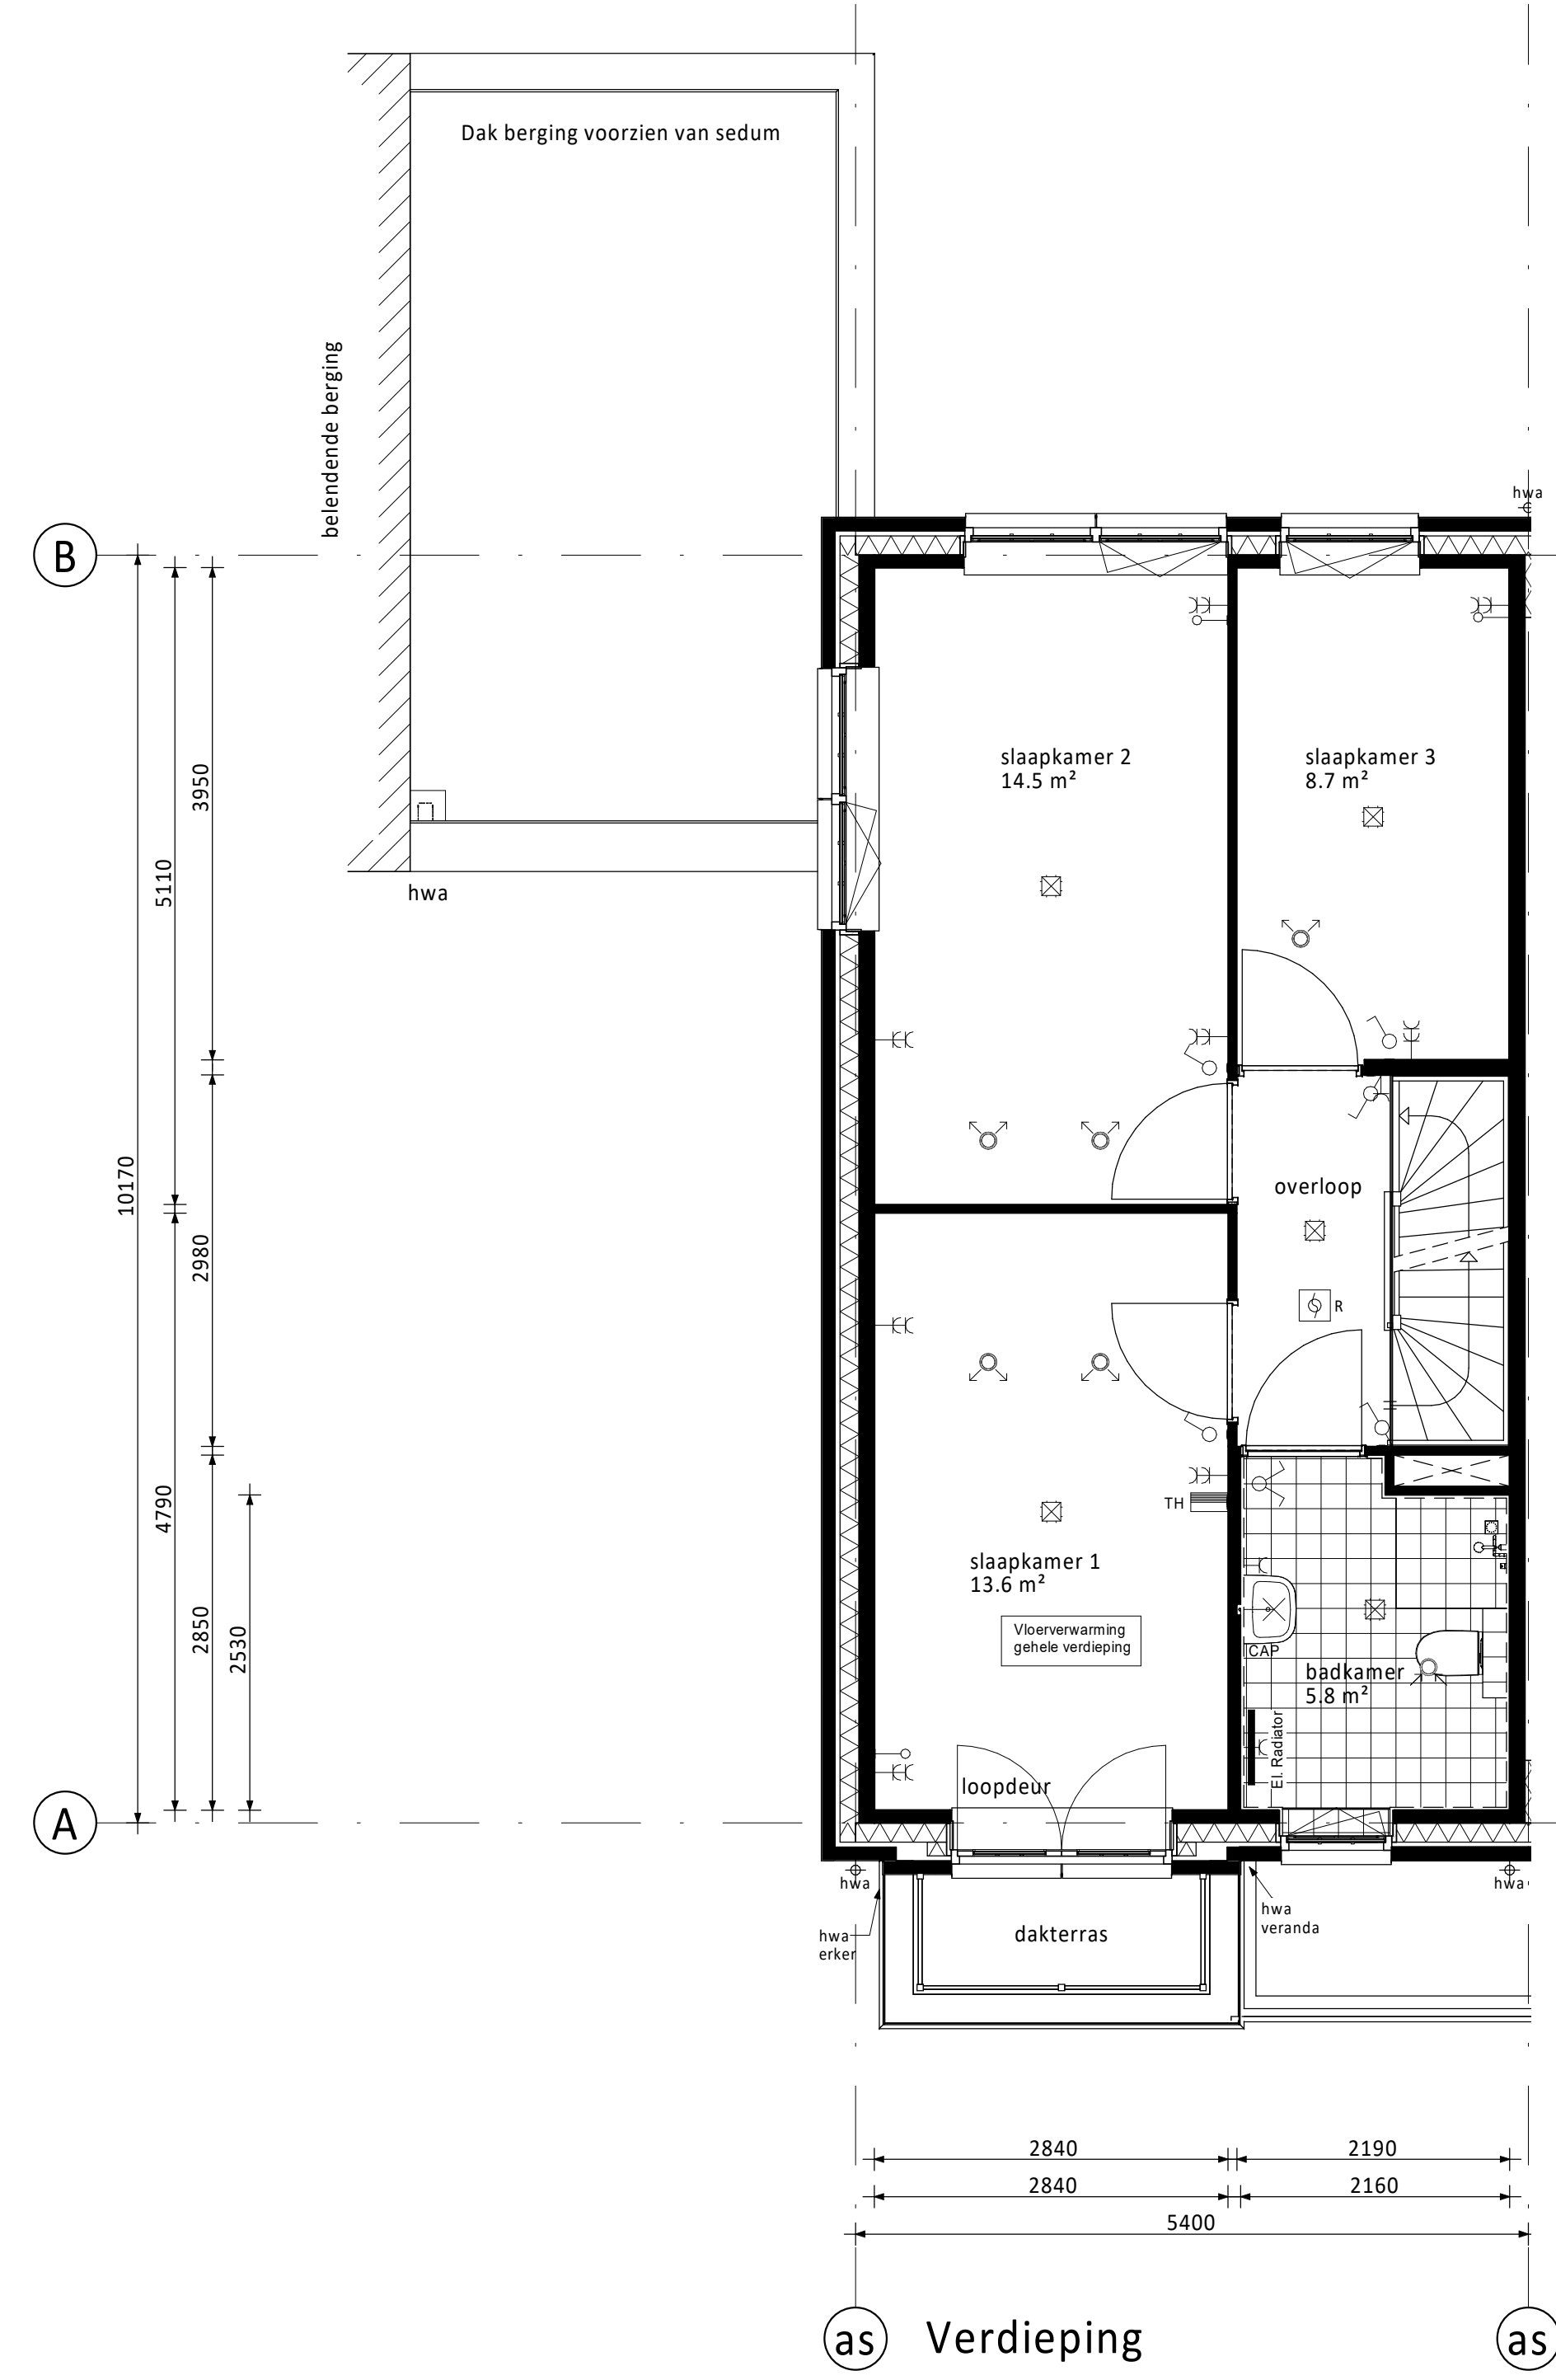 Dak berging voorzien van sedum
belendende berging
hwa
hwa
B
slaapkamer 2
14.5 m²
slaapkamer 3
8.7 m²
3950
5110
10170
2980
4790
2850
2530
overloop
R
TH
slaapkamer 1
13.6 m²
Vloerverwarming
gehele verdieping
CAP
badkamer
5.8 m²
El. Radiator
loopdeur
A
hwa
hwa
hwa
erker
dakterras
hwa
veranda
2840
2190
2840
2160
5400
as
Verdieping
as